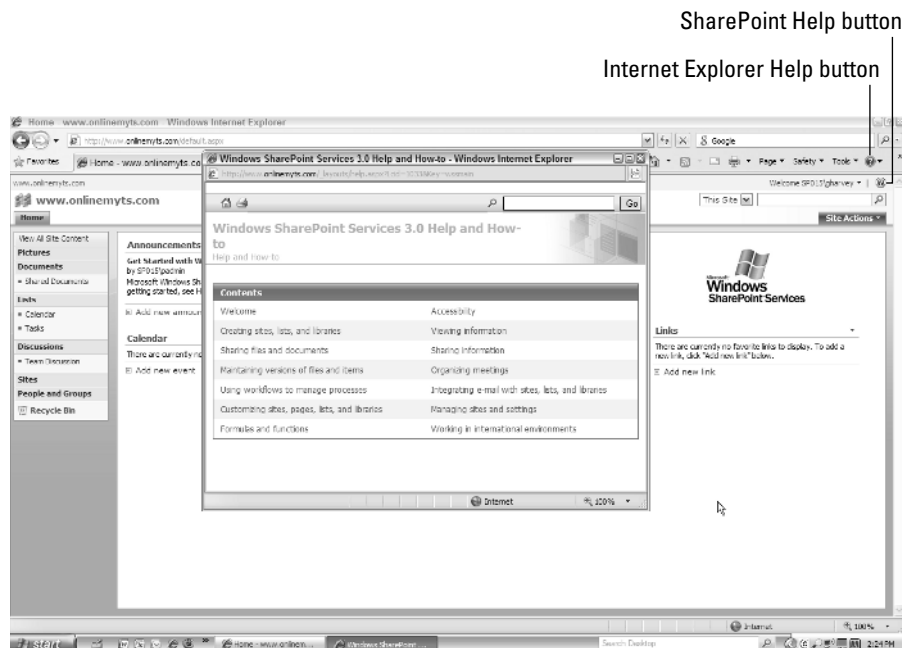 SharePoint Help button
Internet Explorer Help button
Home - www.onlinemyts.com - Windows Internet Explorer
http://www.onlinemyts.com/default.aspx
Google
Favorites
Home - www.onlinemyts.co
Page
Safety
Tools
www.onlinemyts.com
Welcome SP015\gharvey
www.onlinemyts.com
This Site
Home
Site Actions
View All Site Content
Pictures
Documents
Shared Documents
Lists
Calendar
Tasks
Discussions
Team Discussion
Sites
People and Groups
Recycle Bin
Announcements
Get Started with W
by SP015\padmin
Microsoft Windows Sh
getting started, see H
Add new announ
Calendar
There are currently no
Add new event
Windows SharePoint Services 3.0 Help and How-to - Windows Internet Explorer
Go
Windows SharePoint Services 3.0 Help and How-
to
Help and How-to
Contents
Welcome
Accessibility
Creating sites, lists, and libraries
Viewing information
Sharing files and documents
Sharing information
Maintaining versions of files and items
Organizing meetings
Using workflows to manage processes
Integrating e-mail with sites, lists, and libraries
Customizing sites, pages, lists, and libraries
Managing sites and settings
Formulas and functions
Working in international environments
Internet
100%
Microsoft
Windows
SharePoint Services
Links
There are currently no favorite links to display. To add a
new link, click "Add new link" below.
Add new link
Internet
100%
start
Home - www.onlinem...
Windows SharePoint ...
Search Desktop
2:24 PM